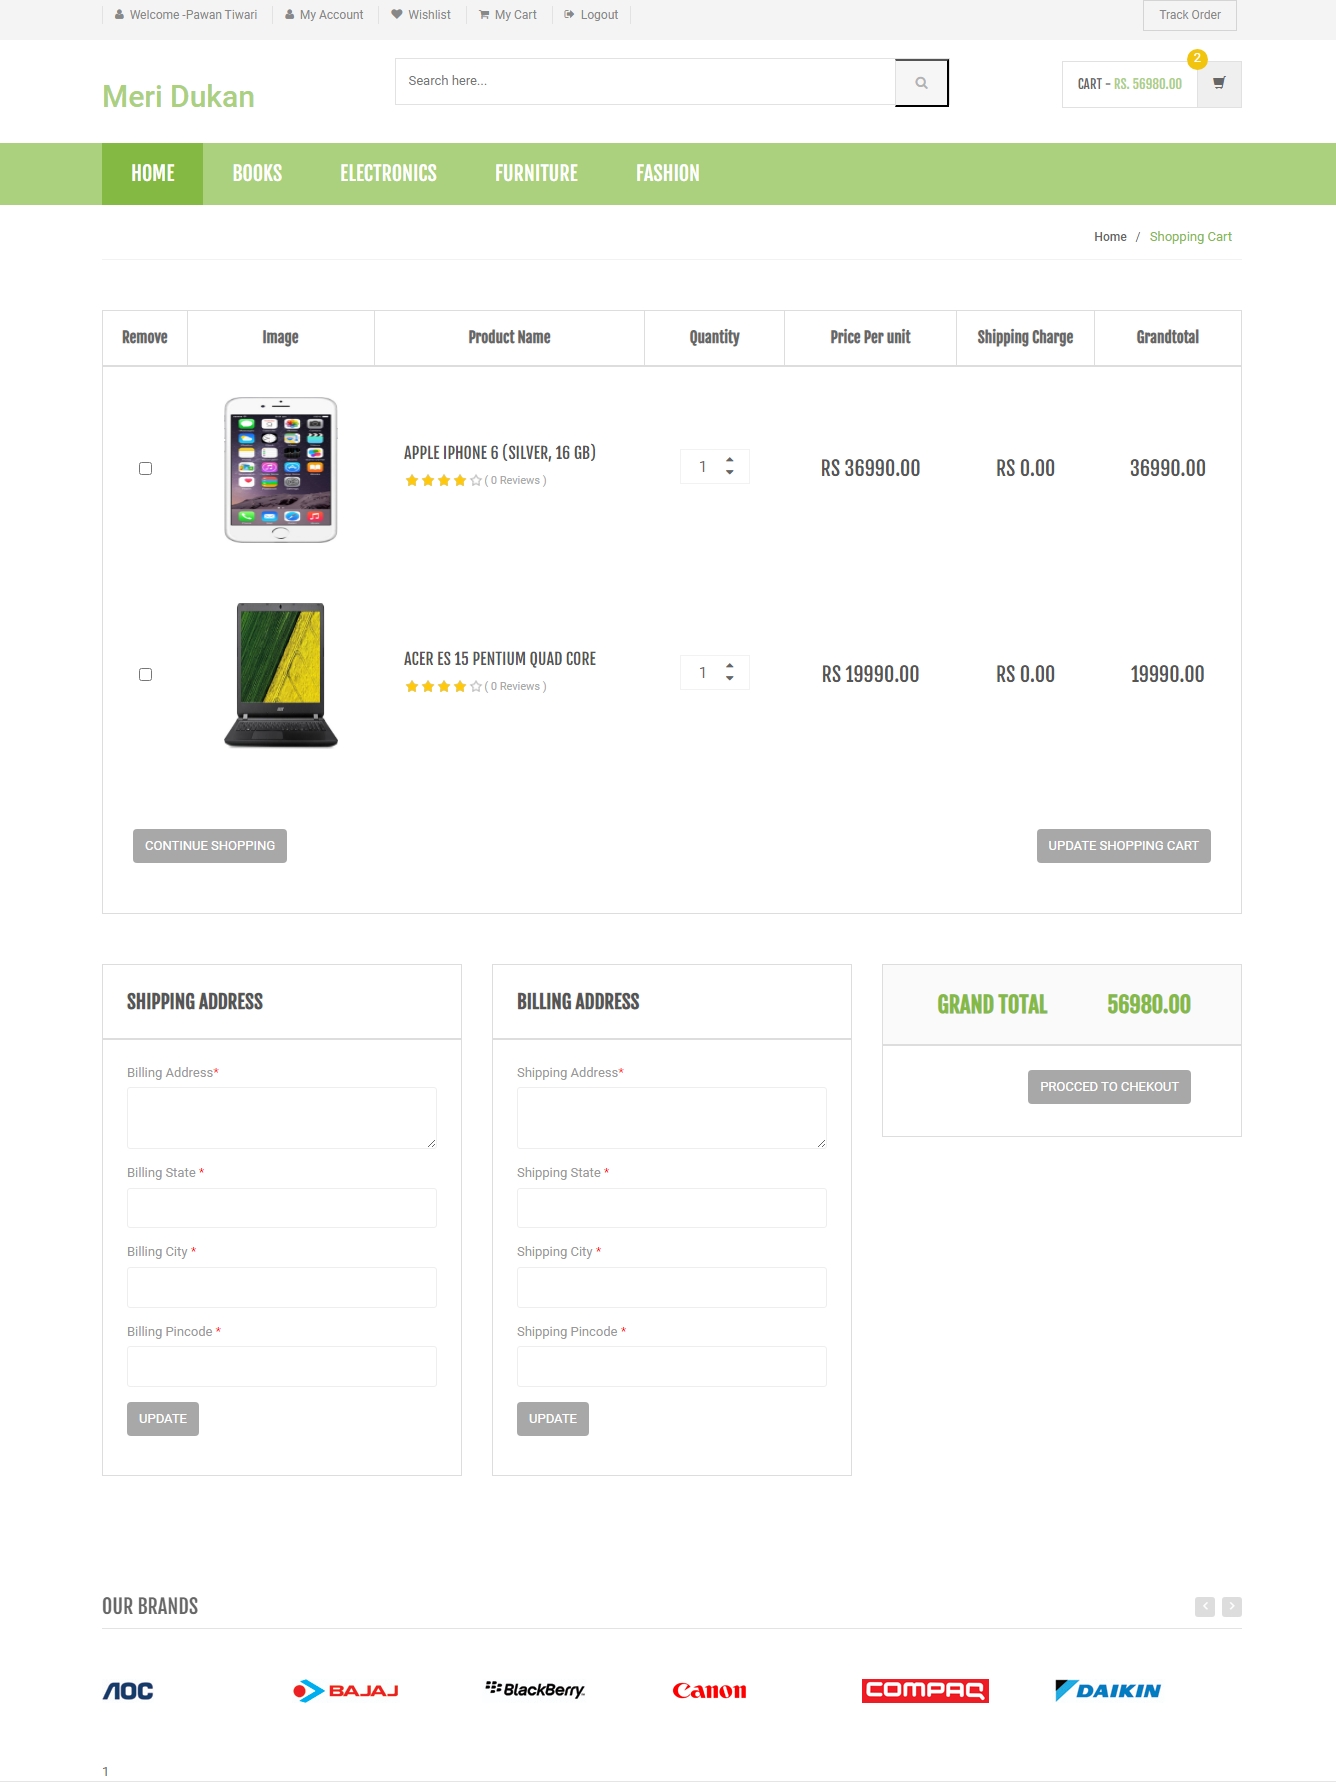 Welcome -Pawan Tiwari My Account Wishlist My Cart Logout Track Order
Meri Dukan
Search here...
CART - RS. 56980.00
2
HOME BOOKS ELECTRONICS FURNITURE FASHION
Home / Shopping Cart
Remove Image Product Name Quantity Price Per unit Shipping Charge Grandtotal
APPLE IPHONE 6 (SILVER, 16 GB)
( 0 Reviews )
1 RS 36990.00 RS 0.00 36990.00
ACER ES 15 PENTIUM QUAD CORE
( 0 Reviews )
1 RS 19990.00 RS 0.00 19990.00
CONTINUE SHOPPING UPDATE SHOPPING CART
SHIPPING ADDRESS
Billing Address*
Billing State *
Billing City *
Billing Pincode *
UPDATE
BILLING ADDRESS
Shipping Address*
Shipping State *
Shipping City *
Shipping Pincode *
UPDATE
GRAND TOTAL 56980.00
PROCCED TO CHEKOUT
OUR BRANDS
AOC BAJAJ BlackBerry. Canon COMPAQ DAIKIN
1